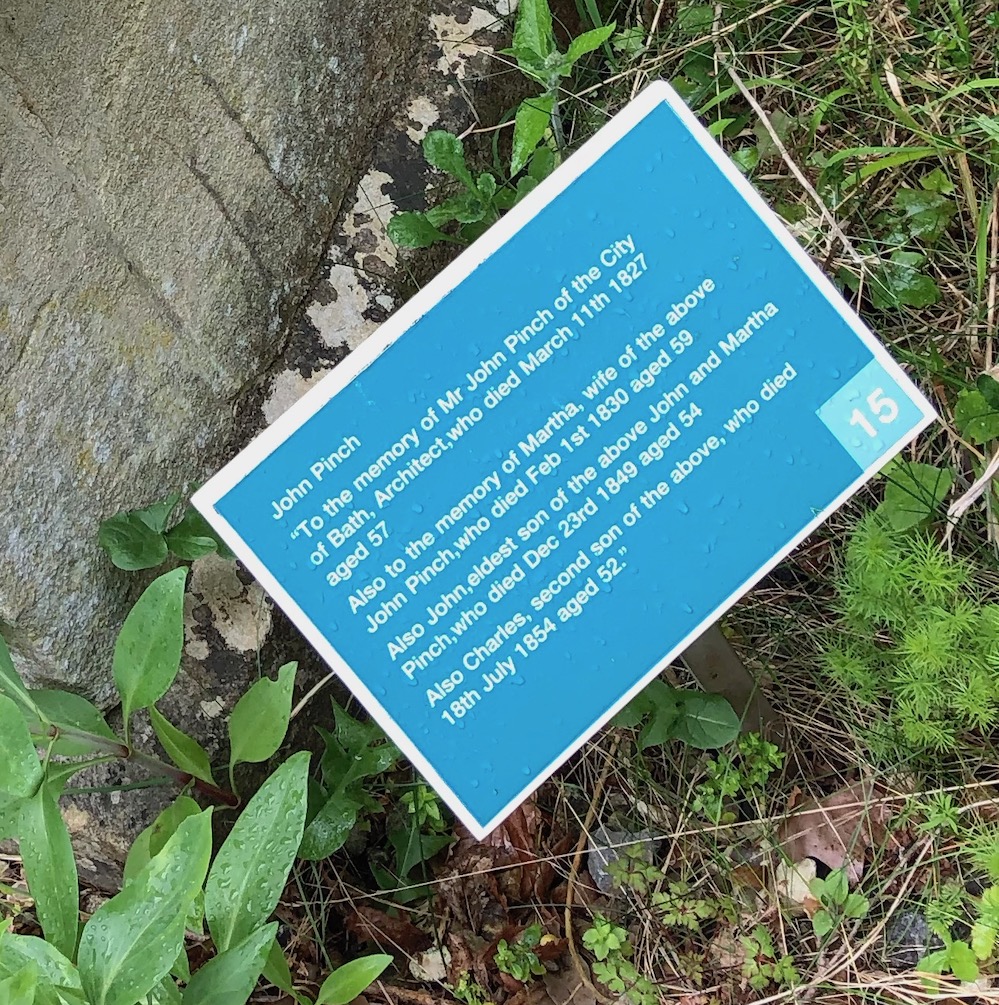 John Pinch
"To the memory of Mr John Pinch of the City
of Bath, Architect,who died March 11th 1827
aged 57
Also to the memory of Martha, wife of the above
John Pinch,who died Feb 1st 1830 aged 59
Also John,eldest son of the above John and Martha
Pinch,who died Dec 23rd 1849 aged 54
Also Charles, second son of the above, who died
18th July 1854 aged 52."
15